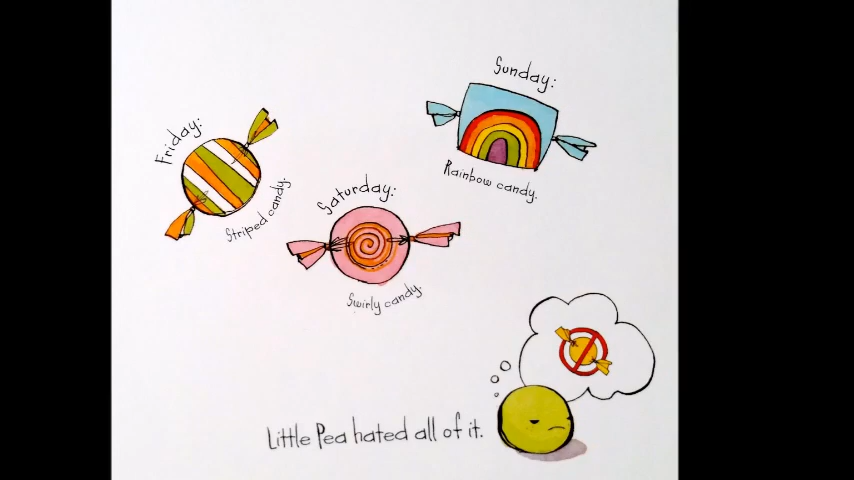 Friday:
Striped candy.
Saturday:
Swirly candy.
Sunday:
Rainbow candy.
Little Pea hated all of it.